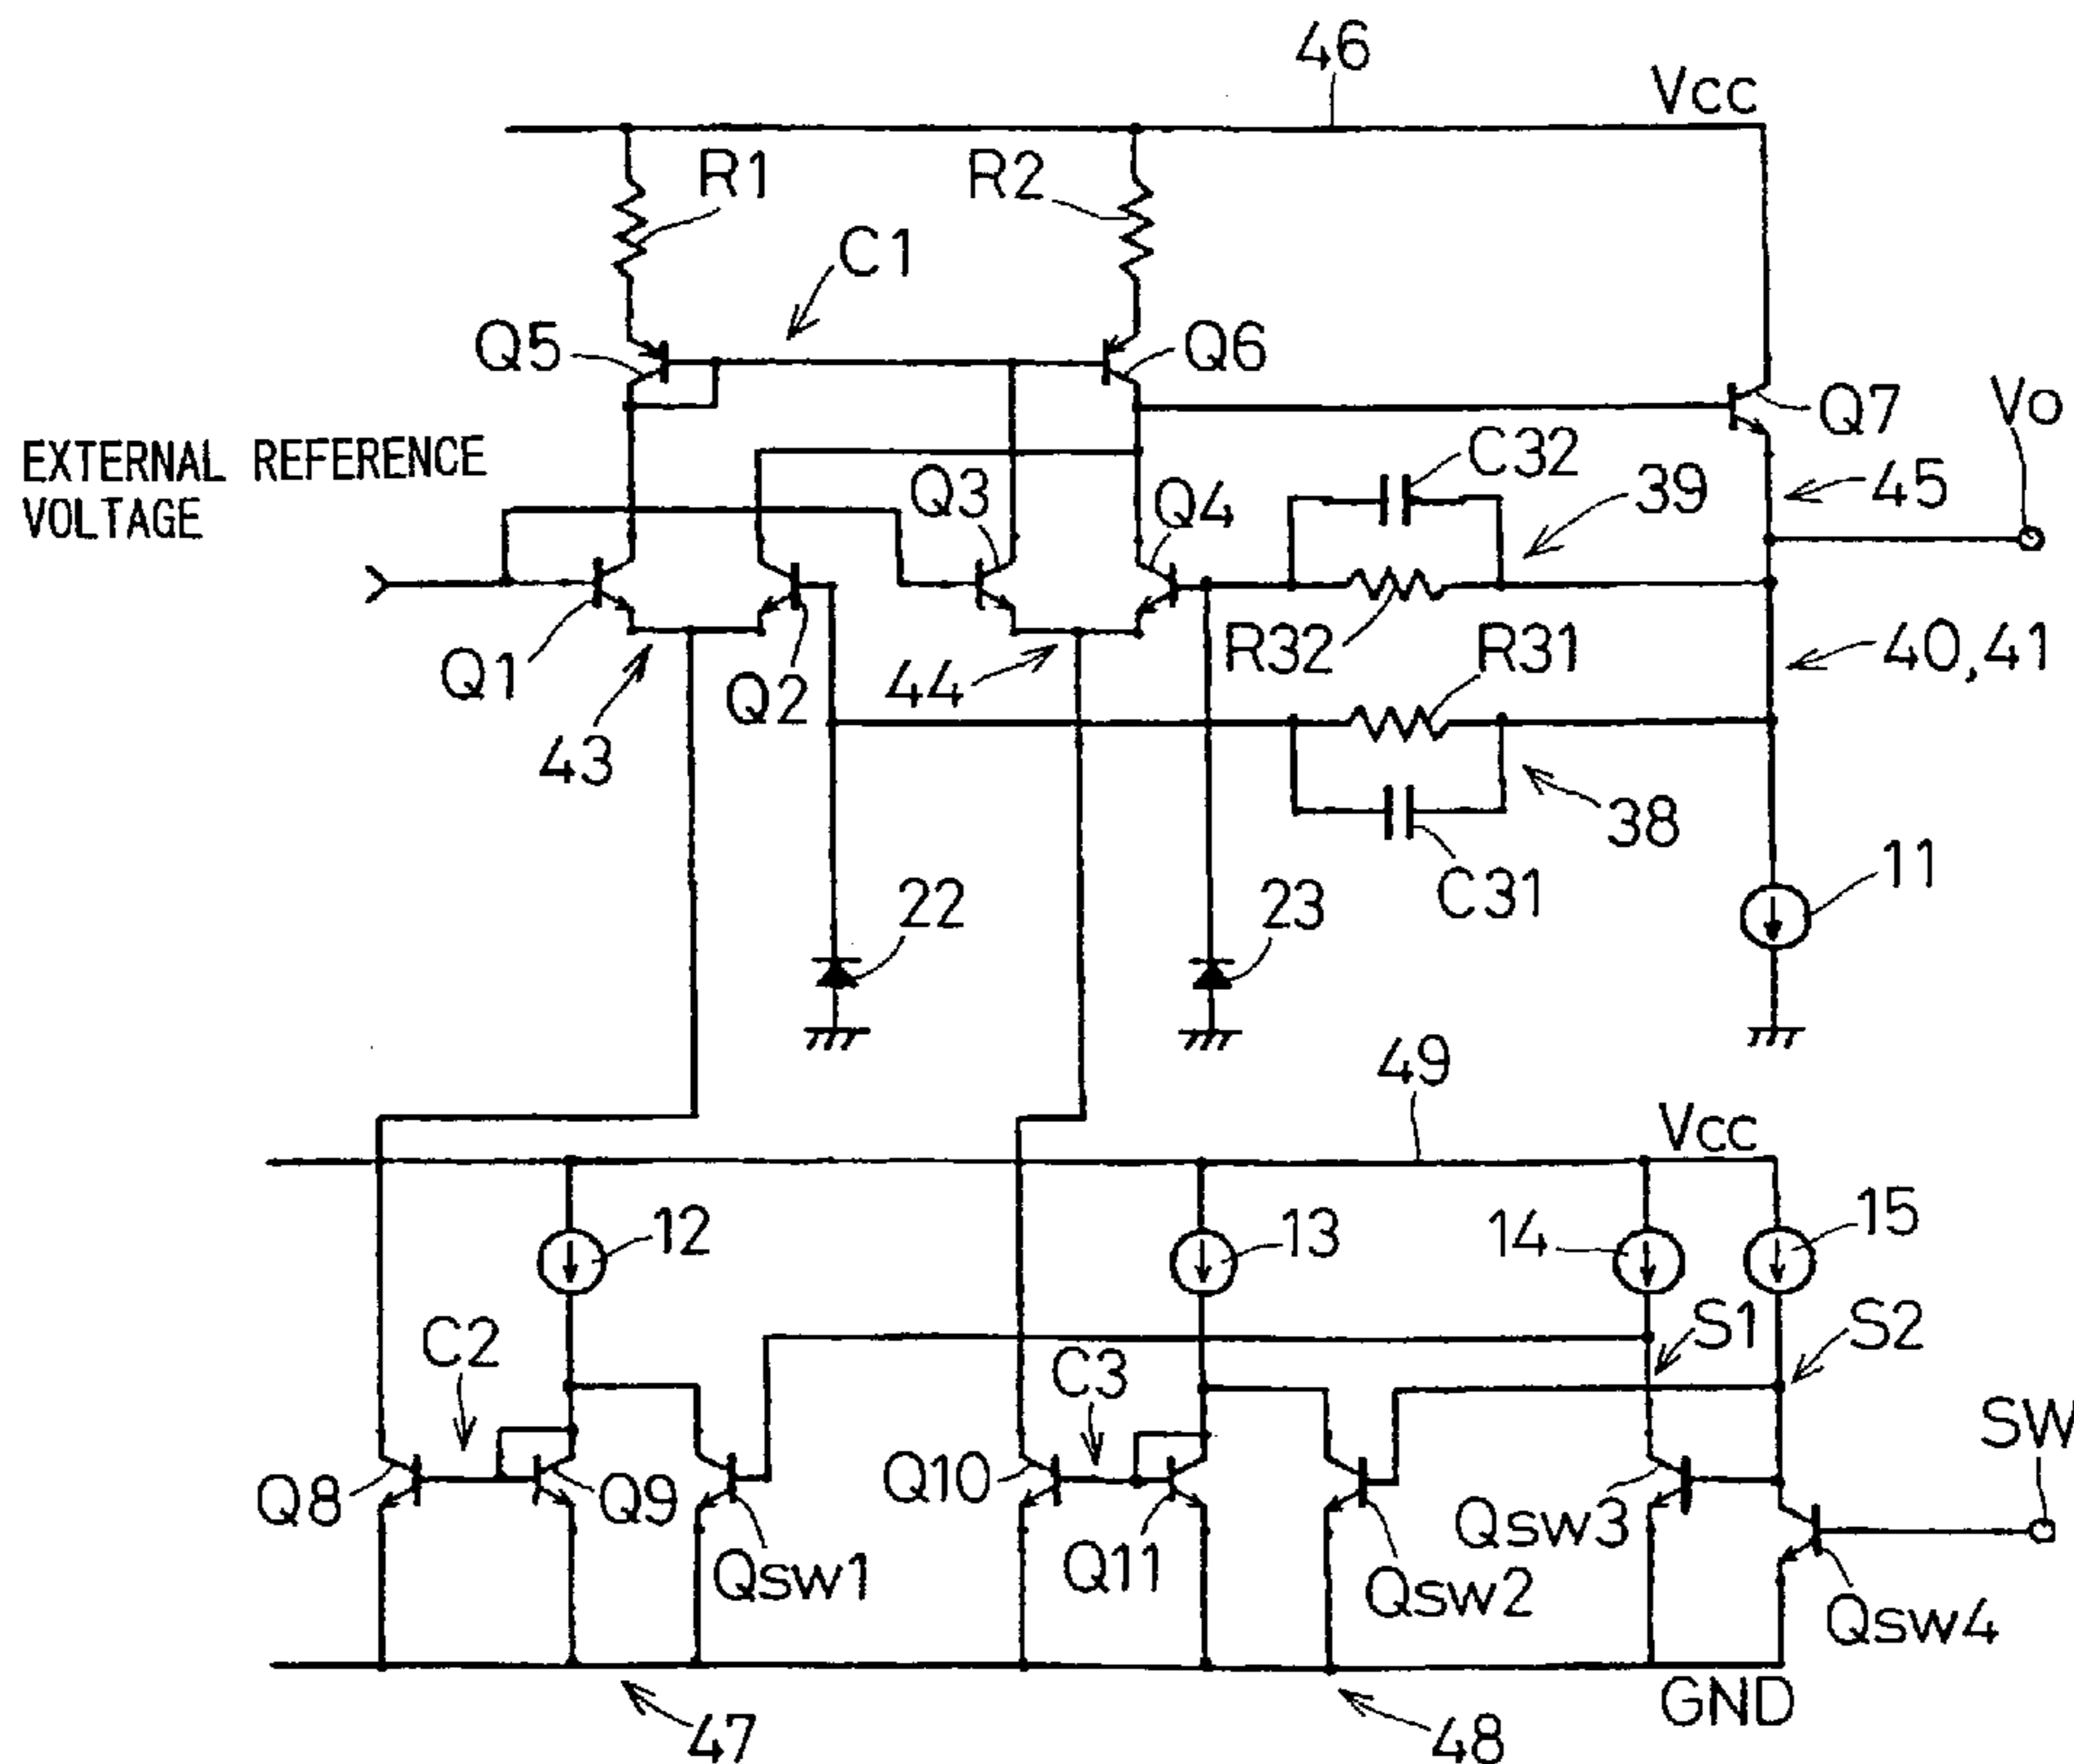 46
Vcc
R1
R2
C1
Q5
Q6
Q7
Vo
EXTERNAL REFERENCE
VOLTAGE
Q3
Q4
C32
39
45
Q1
43
Q2
44
R32
R31
40,41
38
C31
22
23
11
49
Vcc
12
13
14
15
C2
C3
S1
S2
SW
Q8
Q9
Qsw1
Q10
Q11
Qsw2
Qsw3
Qsw4
GND
47
48